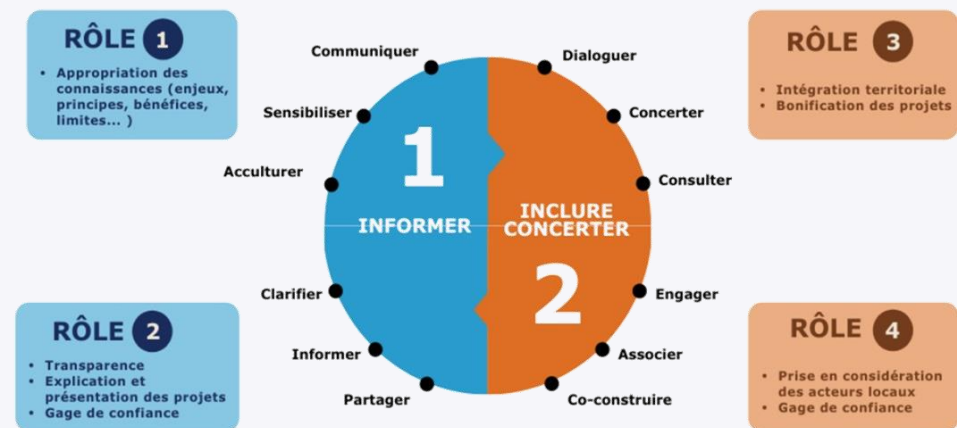 RÔLE 1
• Appropriation des
connaissances (enjeux,
principes, bénéfices,
limites... )
RÔLE 2
• Transparence
• Explication et
présentation des projets
• Gage de confiance
Communiquer
Sensibiliser
Acculturer
Clarifier
Informer
Partager
1
INFORMER
INCLURE
CONCERTER
2
Dialoguer
Concerter
Consulter
Engager
Associer
Co-construire
RÔLE 3
• Intégration territoriale
• Bonification des projets
RÔLE 4
• Prise en considération
des acteurs locaux
• Gage de confiance